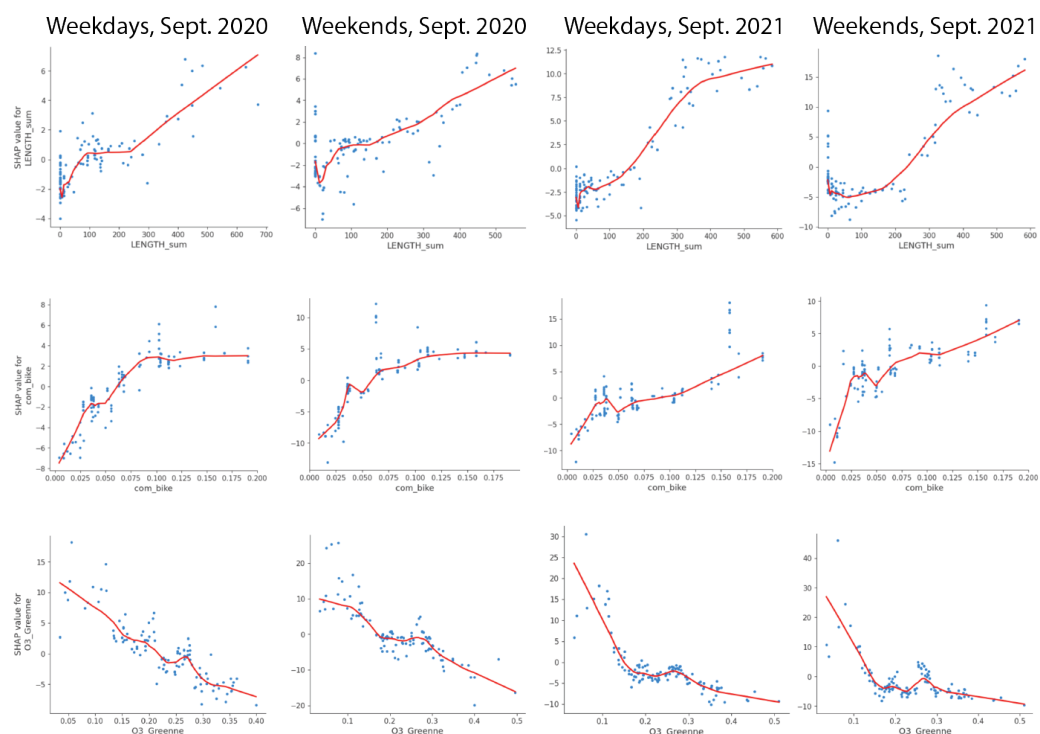 Weekdays, Sept. 2020 Weekends, Sept. 2020 Weekdays, Sept. 2021 Weekends, Sept. 2021
SHAP value for
LENGTH_sum
6
4
2
0
−2
−4
0 100 200 300 400 500 600 700
LENGTH_sum
8
6
4
2
0
−2
−4
−6
0 100 200 300 400 500
LENGTH_sum
12.5
10.0
7.5
5.0
2.5
0.0
−2.5
−5.0
0 100 200 300 400 500 600
LENGTH_sum
15
10
5
0
−5
−10
0 100 200 300 400 500 600
LENGTH_sum
SHAP value for
com_bike
8
6
4
2
0
−2
−4
−6
−8
0.000 0.025 0.050 0.075 0.100 0.125 0.150 0.175 0.200
com_bike
10
5
0
−5
−10
0.000 0.025 0.050 0.075 0.100 0.125 0.150 0.175
com_bike
15
10
5
0
−5
−10
0.000 0.025 0.050 0.075 0.100 0.125 0.150 0.175 0.200
com_bike
10
5
0
−5
−10
−15
0.000 0.025 0.050 0.075 0.100 0.125 0.150 0.175 0.200
com_bike
SHAP value for
O3_Greenne
15
10
5
0
−5
0.05 0.10 0.15 0.20 0.25 0.30 0.35 0.40
O3_Greenne
20
10
0
−10
−20
0.1 0.2 0.3 0.4 0.5
O3_Greenne
30
25
20
15
10
5
0
−5
−10
0.1 0.2 0.3 0.4 0.5
O3_Greenne
40
30
20
10
0
−10
0.1 0.2 0.3 0.4 0.5
O3_Greenne